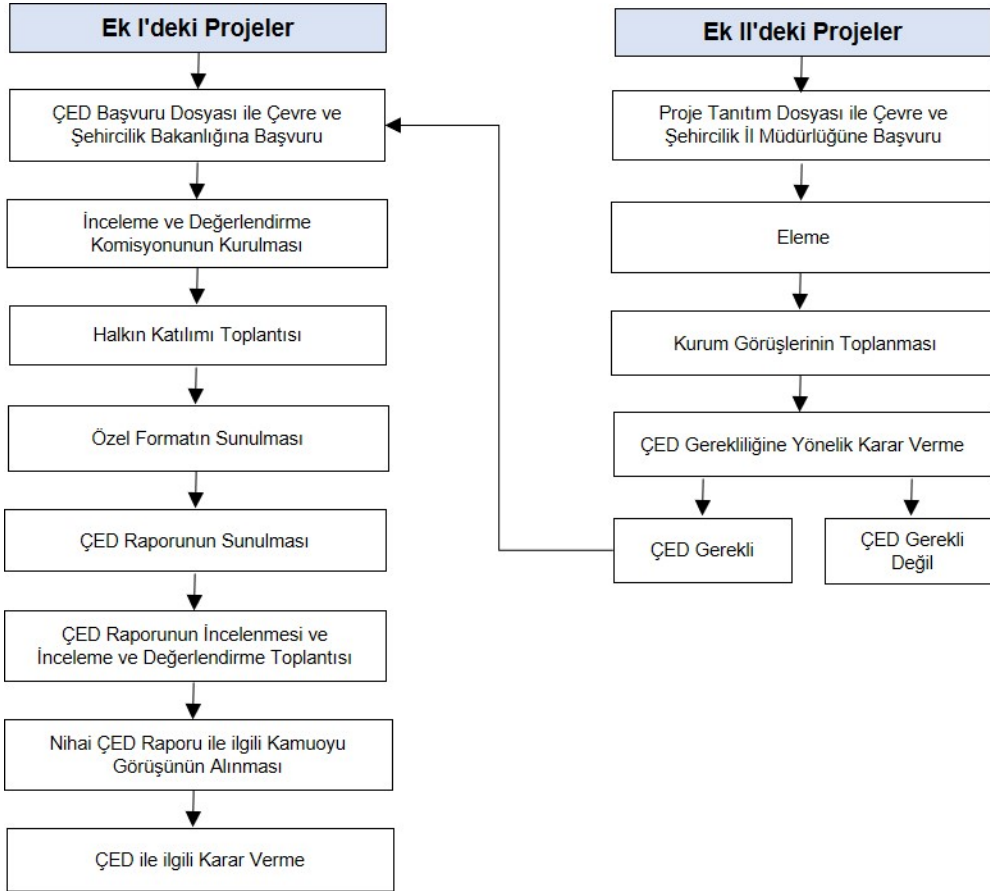 Ek I'deki Projeler
ÇED Başvuru Dosyası ile Çevre ve
Şehircilik Bakanlığına Başvuru
İnceleme ve Değerlendirme
Komisyonunun Kurulması
Halkın Katılımı Toplantısı
Özel Formatın Sunulması
ÇED Raporunun Sunulması
ÇED Raporunun İncelenmesi ve
İnceleme ve Değerlendirme Toplantısı
Nihai ÇED Raporu ile ilgili Kamuoyu
Görüşünün Alınması
ÇED ile ilgili Karar Verme
Ek II'deki Projeler
Proje Tanıtım Dosyası ile Çevre ve
Şehircilik İl Müdürlüğüne Başvuru
Eleme
Kurum Görüşlerinin Toplanması
ÇED Gerekliliğine Yönelik Karar Verme
ÇED Gerekli
ÇED Gerekli
Değil